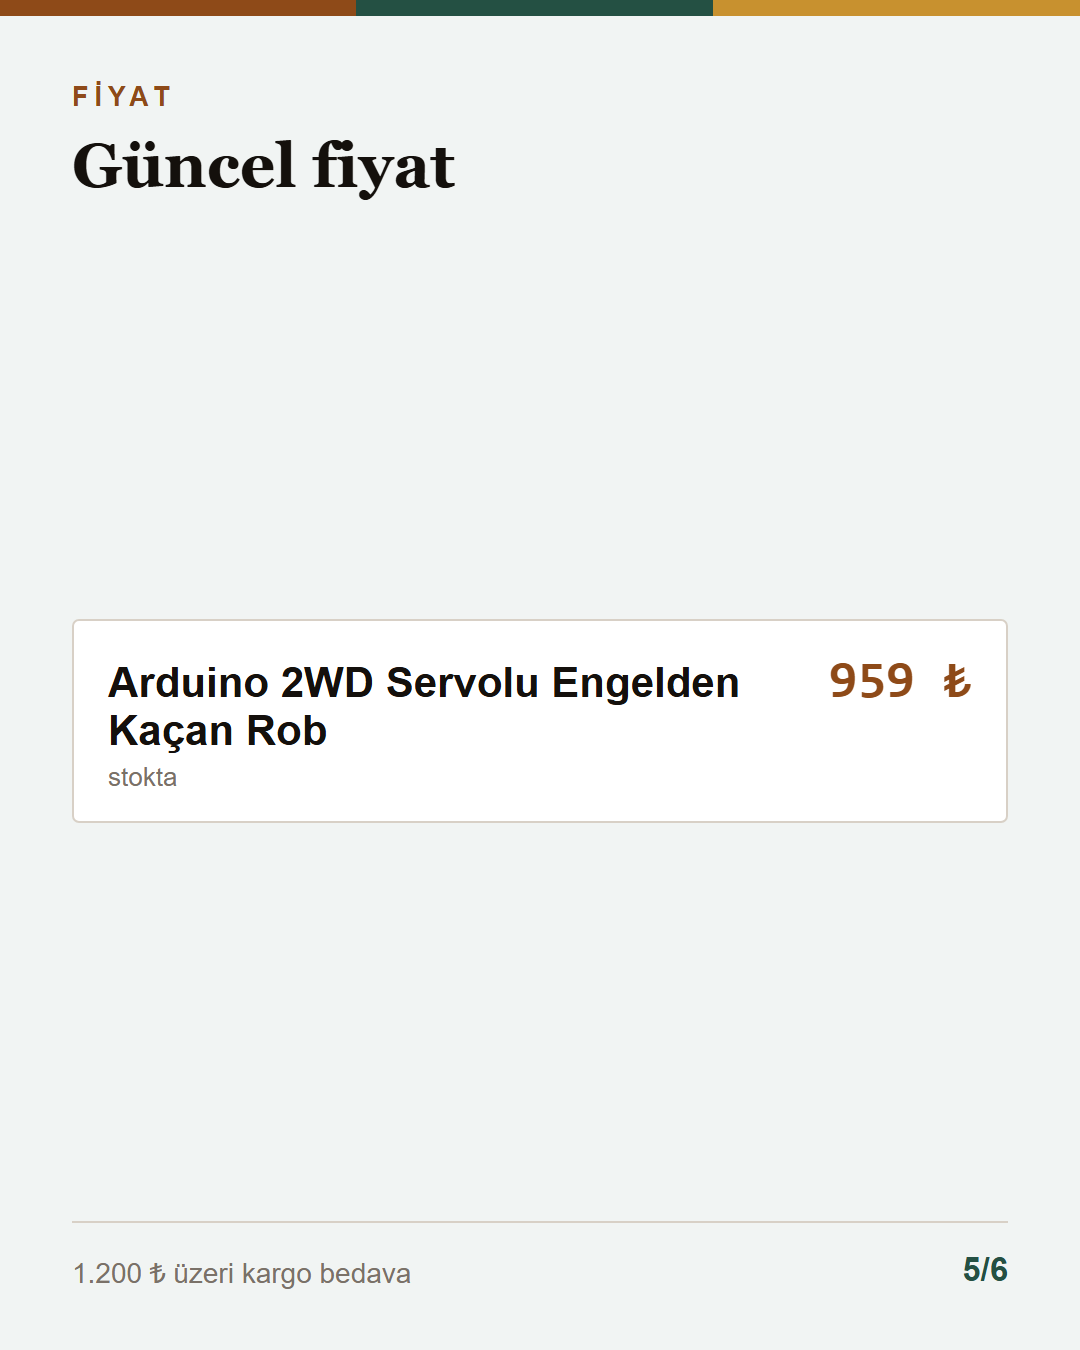 FİYAT
Güncel fiyat
Arduino 2WD Servolu Engelden
Kaçan Rob
959 ₺
stokta
1.200 ₺ üzeri kargo bedava
5/6